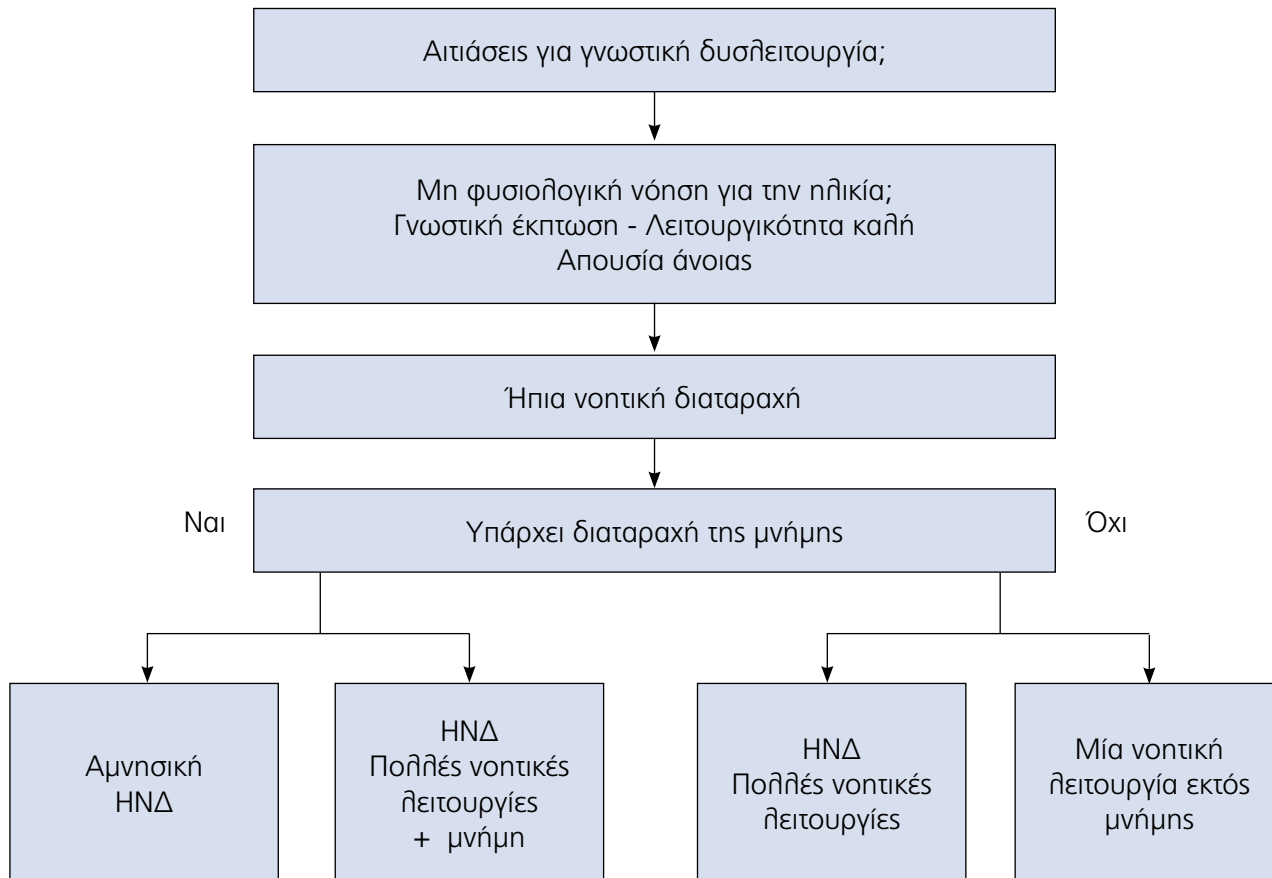 Αιτιάσεις για γνωστική δυσλειτουργία;
Μη φυσιολογική νόηση για την ηλικία;
Γνωστική έκπτωση - Λειτουργικότητα καλή
Απουσία άνοιας
Ήπια νοητική διαταραχή
Ναι
Υπάρχει διαταραχή της μνήμης
Όχι
Αμνησική
ΗΝΔ
ΗΝΔ
Πολλές νοητικές
λειτουργίες
+ μνήμη
ΗΝΔ
Πολλές νοητικές
λειτουργίες
Μία νοητική
λειτουργία εκτός
μνήμης